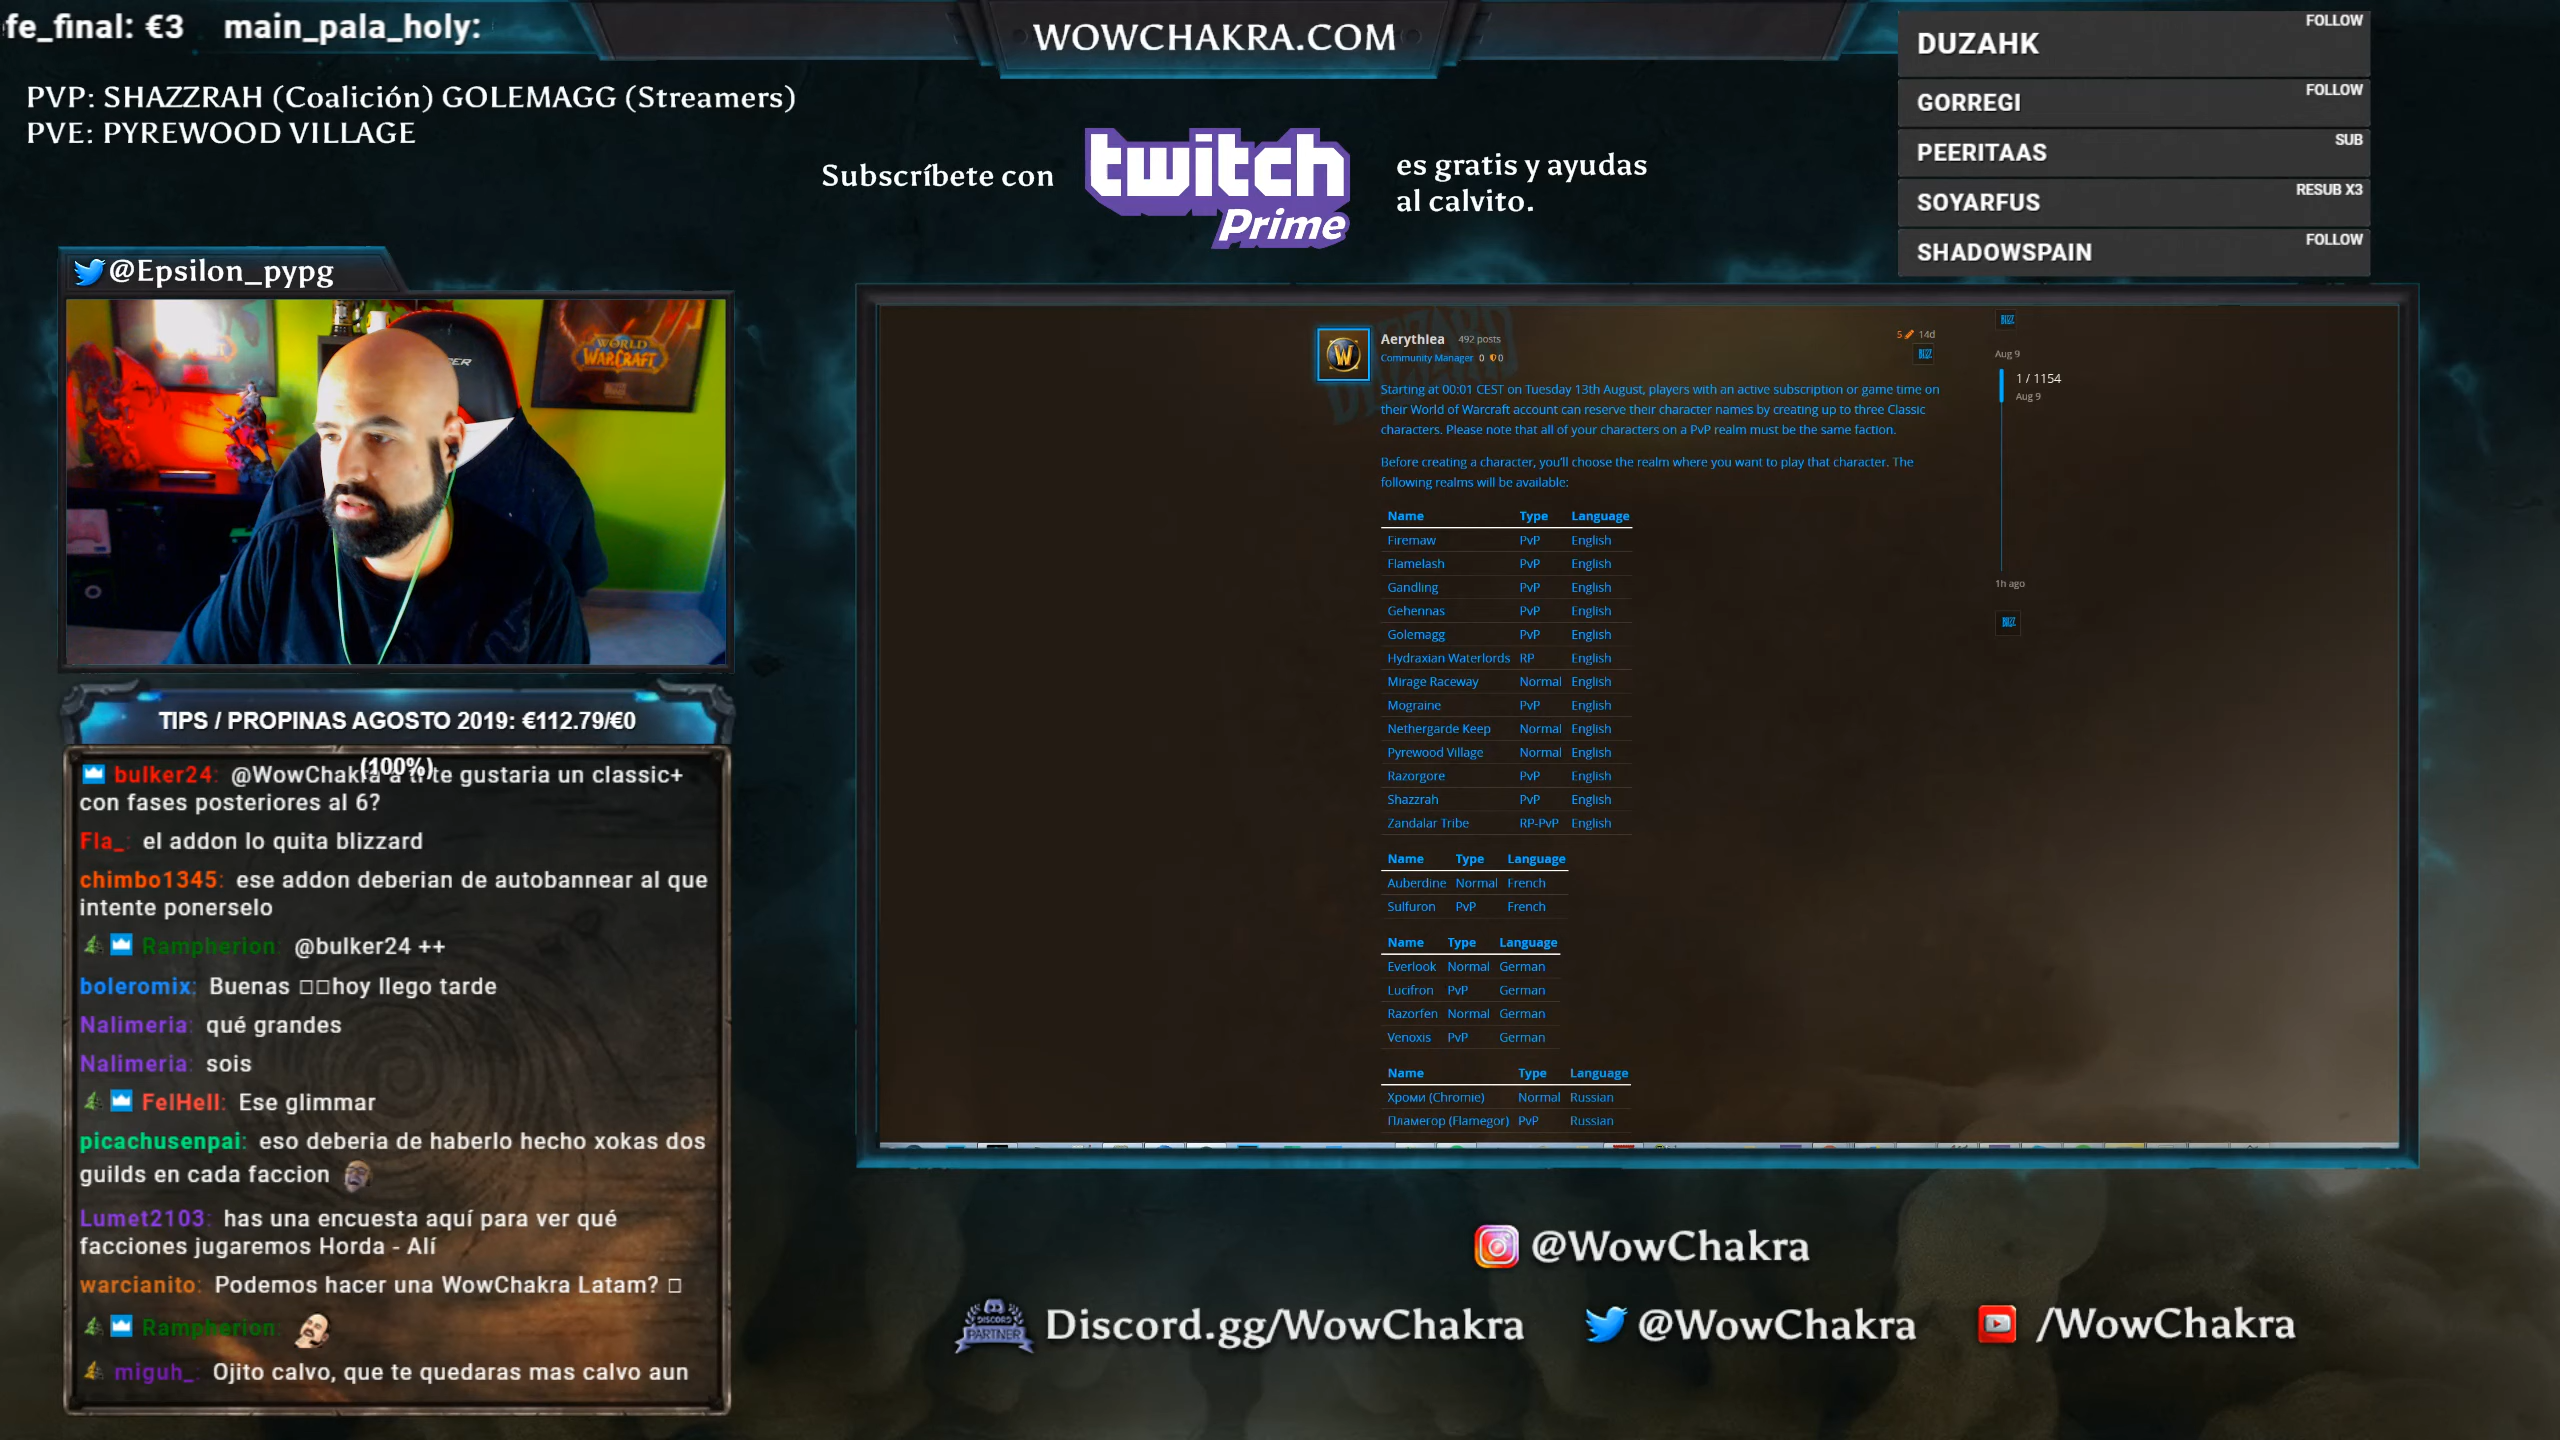 fe_final: €3 main_pala_holy:
WOWCHAKRA.COM
PVP: SHAZZRAH (Coalición) GOLEMAGG (Streamers)
PVE: PYREWOOD VILLAGE
Subscríbete con
twitch
Prime
es gratis y ayudas
al calvito.
DUZAHK FOLLOW
GORREGI FOLLOW
PEERITAAS SUB
SOYARFUS RESUB X3
SHADOWSPAIN FOLLOW
@Epsilon_pypg
WORLD
WARCRAFT
TIPS / PROPINAS AGOSTO 2019: €112.79/€0
(100%)
bulker24: @WowChakra a ti te gustaria un classic+
con fases posteriores al 6?
Fla_: el addon lo quita blizzard
chimbo1345: ese addon deberian de autobannear al que
intente ponerselo
Rampherion: @bulker24 ++
boleromix: Buenas □□hoy llego tarde
Nalimeria: qué grandes
Nalimeria: sois
FelHell: Ese glimmar
picachusenpai: eso deberia de haberlo hecho xokas dos
guilds en cada faccion
Lumet2103: has una encuesta aquí para ver qué
facciones jugaremos Horda - Alí
warcianito: Podemos hacer una WowChakra Latam? □
Rampherion:
miguh_: Ojito calvo, que te quedaras mas calvo aun
Aerythlea 492 posts
5 14d
Community Manager 0 0
Starting at 00:01 CEST on Tuesday 13th August, players with an active subscription or game time on
their World of Warcraft account can reserve their character names by creating up to three Classic
characters. Please note that all of your characters on a PvP realm must be the same faction.
Before creating a character, you'll choose the realm where you want to play that character. The
following realms will be available:
Name Type Language
Firemaw PvP English
Flamelash PvP English
Gandling PvP English
Gehennas PvP English
Golemagg PvP English
Hydraxian Waterlords RP English
Mirage Raceway Normal English
Mograine PvP English
Nethergarde Keep Normal English
Pyrewood Village Normal English
Razorgore PvP English
Shazzrah PvP English
Zandalar Tribe RP-PvP English
Name Type Language
Auberdine Normal French
Sulfuron PvP French
Name Type Language
Everlook Normal German
Lucifron PvP German
Razorfen Normal German
Venoxis PvP German
Name Type Language
Хроми (Chromie) Normal Russian
Пламегор (Flamegor) PvP Russian
BLIZZ
Aug 9
1 / 1154
Aug 9
1h ago
BLIZZ
@WowChakra
DISCORD
PARTNER
Discord.gg/WowChakra
@WowChakra
/WowChakra